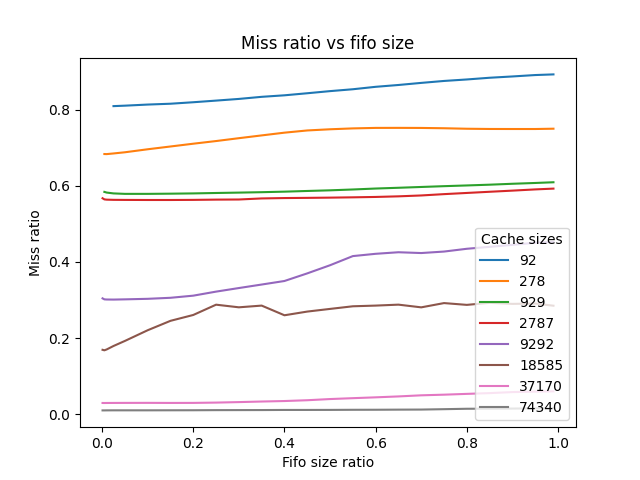 Miss ratio vs fifo size
Miss ratio
0.8
0.6
0.4
0.2
0.0
Cache sizes
92
278
929
2787
9292
18585
37170
74340
0.0 0.2 0.4 0.6 0.8 1.0
Fifo size ratio